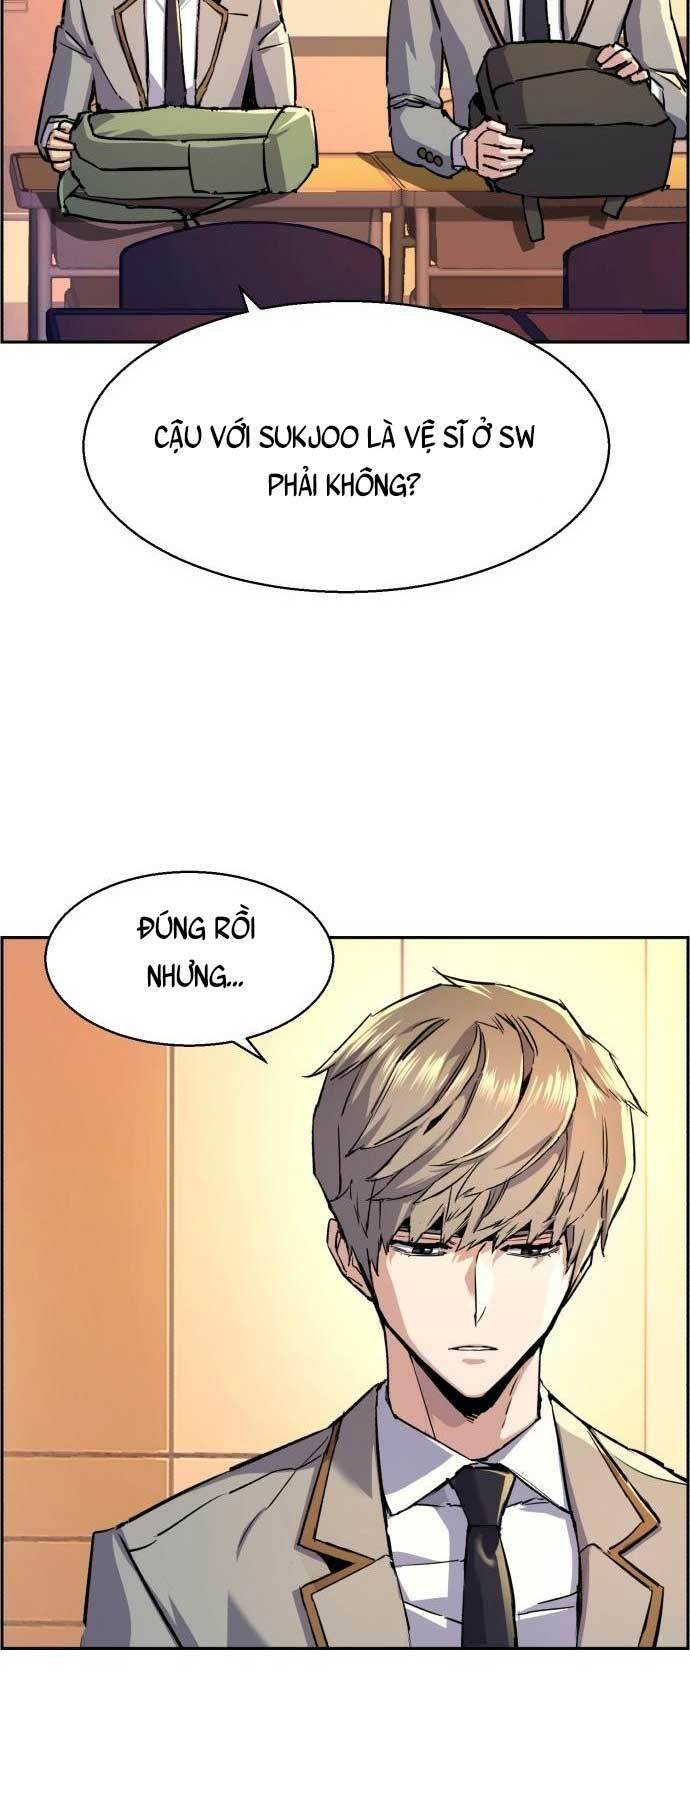 CẬU VỚI SUKJOO LÀ VỆ SĨ Ở SW
PHẢI KHÔNG?
ĐÚNG RỒI
NHƯNG...